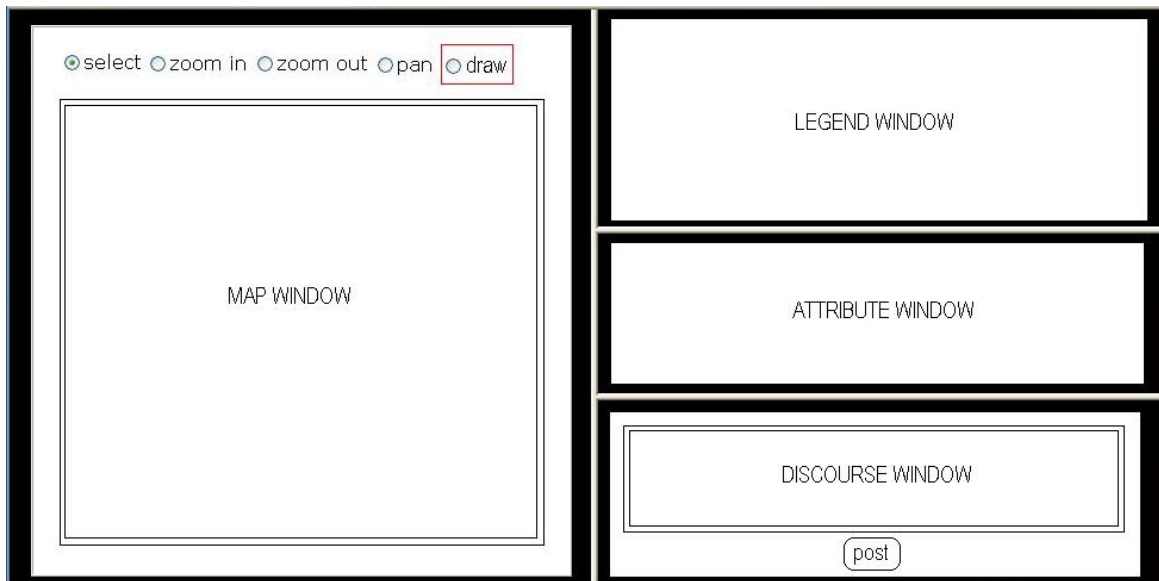 select zoom in zoom out pan draw
MAP WINDOW
LEGEND WINDOW
ATTRIBUTE WINDOW
DISCOURSE WINDOW
post